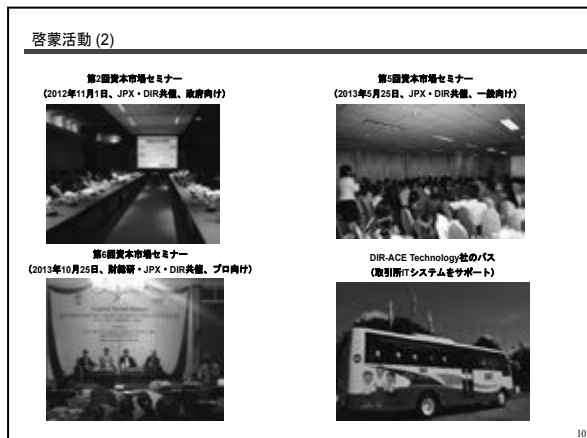 啓蒙活動 (2)
第2回資本市場セミナー
（2012年11月1日、JPX・DIR共催、政府向け）
第5回資本市場セミナー
（2013年5月25日、JPX・DIR共催、一般向け）
第6回資本市場セミナー
（2013年10月25日、財総研・JPX・DIR共催、プロ向け）
DIR-ACE Technology社のバス
（取引所ITシステムをサポート）
10